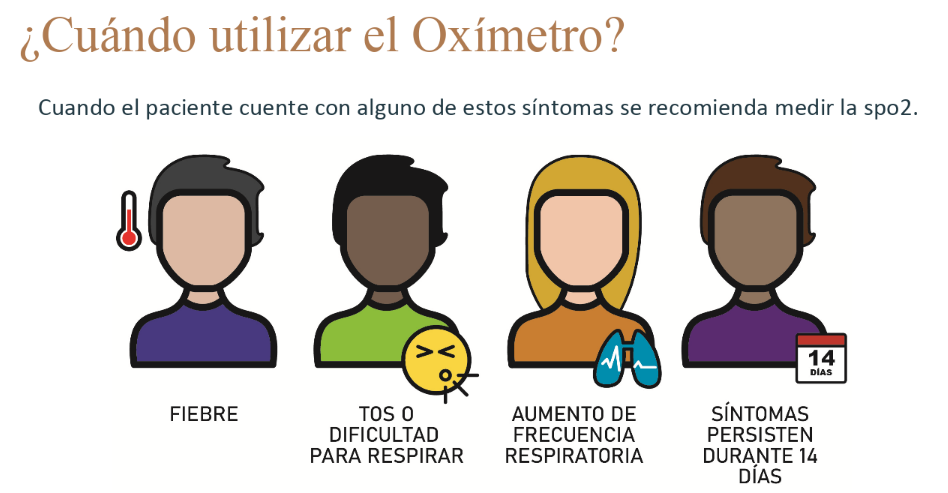 ¿Cuándo utilizar el Oxímetro?
Cuando el paciente cuente con alguno de estos síntomas se recomienda medir la spo2.
14
DÍAS
FIEBRE
TOS O
DIFICULTAD
PARA RESPIRAR
AUMENTO DE
FRECUENCIA
RESPIRATORIA
SÍNTOMAS
PERSISTEN
DURANTE 14
DÍAS